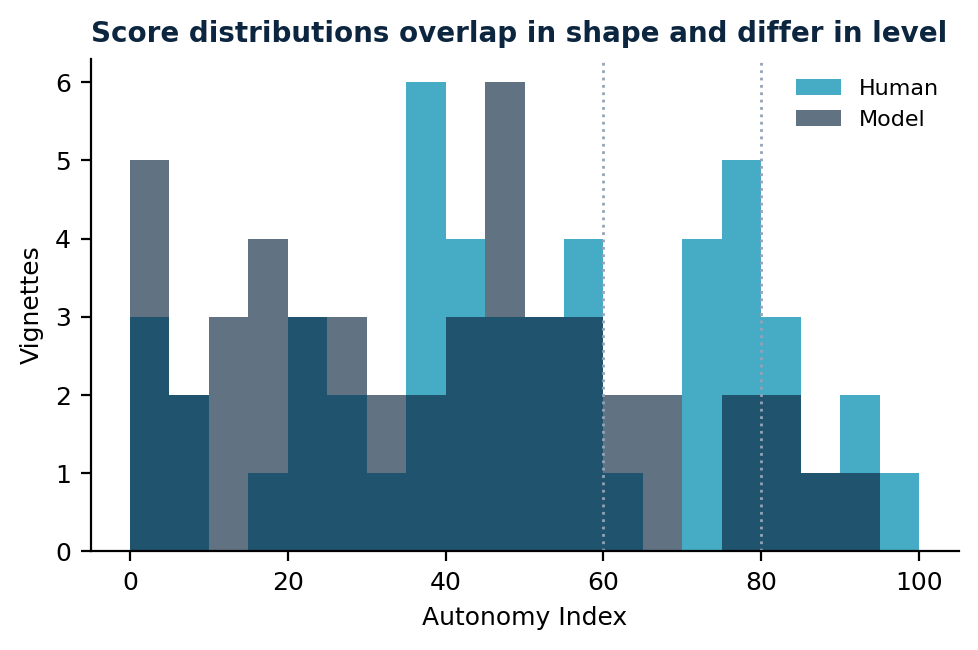 Score distributions overlap in shape and differ in level
Human
Model
6
5
4
3
2
1
0
Vignettes
0 20 40 60 80 100
Autonomy Index